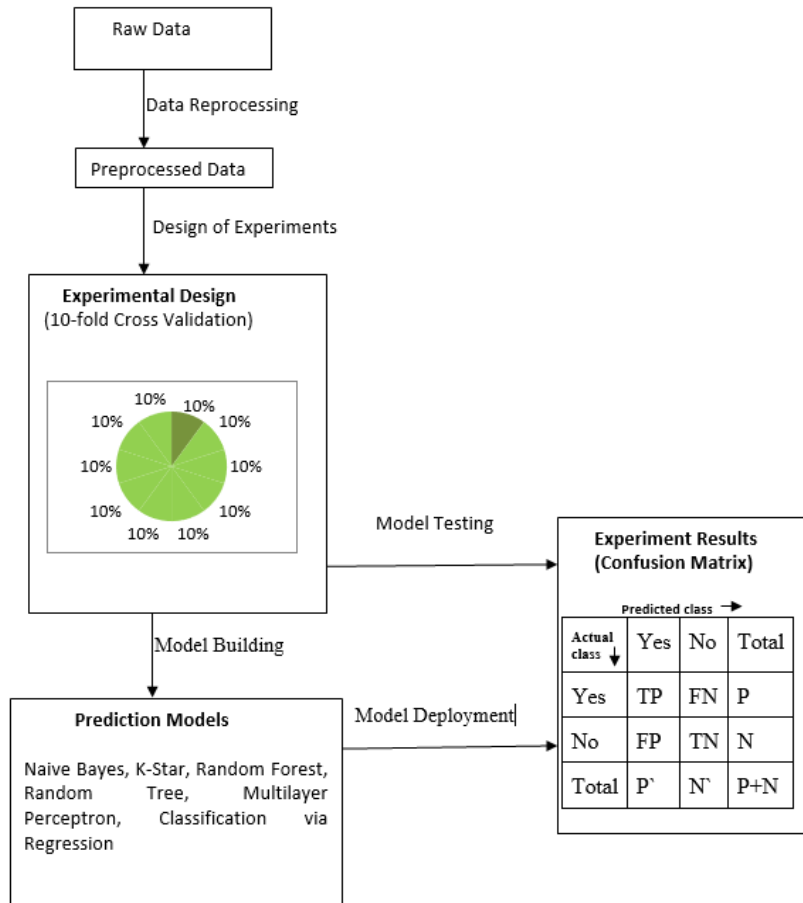 Raw Data
Data Reprocessing
Preprocessed Data
Design of Experiments
Experimental Design
(10-fold Cross Validation)
10% 10%
10% 10%
10% 10%
10% 10%
10% 10%
Model Testing
Experiment Results
(Confusion Matrix)
Predicted class
Actual class Yes No Total
Yes TP FN P
No FP TN N
Total P` N` P+N
Model Building
Model Deployment
Prediction Models
Naive Bayes, K-Star, Random Forest,
Random Tree, Multilayer
Perceptron, Classification via
Regression